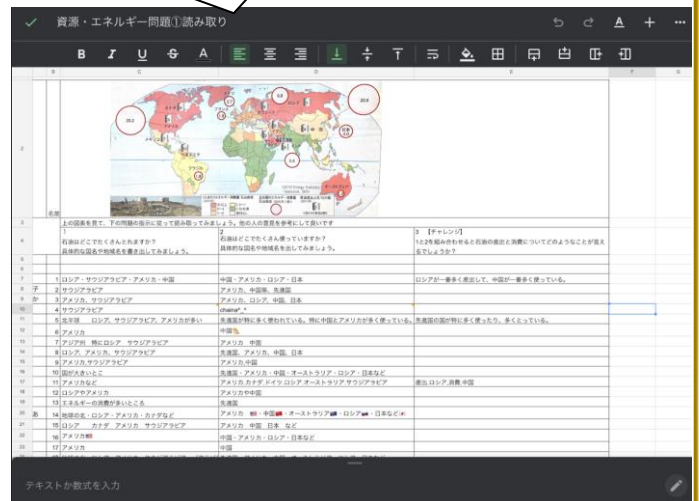 資源・エネルギー問題①読み取り
B I U S A
B C D E F G
2 名前
3 上の図表を見て、下の問題の指示に従って読み取ってみましょう。他の人の意見を参考にして良いです
4 1 石油はどこでたくさんとれますか?
具体的な国名や地域名を書き出してみましょう。
2 石油はどこでたくさん使っていますか?
具体的な国名や地域名を出してみましょう。
3 【チャレンジ】
1と2を組み合わせると石油の産出と消費についてどのようなことが言え
るでしょうか?
1 ロシア・サウジアラビア・アメリカ・中国 中国・アメリカ・ロシア・日本 ロシアが一番多く産出して、中国が一番多く使っている。
子 2 サウジアラビア アメリカ、中国等、先進国
か 3 アメリカ、サウジアラビア アメリカ、ロシア、中国、日本
4 サウジアラビア chaina^_^
5 北半球 ロシア、サウジアラビア、アメリカが多い 先進国が特に多く使われている。特に中国とアメリカが多く使っている。 先進国の国が特に多く使ったり、多くとっている。
6 アメリカ 中国
7 アジア州 特にロシア サウジアラビア アメリカ 中国
8 ロシア、アメリカ、サウジアラビア 先進国、アメリカ、中国、日本
9 アメリカ,サウジアラビア アメリカ,中国
10 国が大きいとこ 先進国・アメリカ・中国・オーストラリア・ロシア・日本など
11 アメリカなど アメリカ,カナダ,ドイツ,ロシア,オーストラリア,サウジアラビア 産出,ロシア,消費,中国
12 ロシアやアメリカ アメリカや中国
13 エネルギーの消費が多いところ 先進国
あ 14 地球の北・ロシア・アメリカ・カナダなど アメリカ🇺🇸・中国🇨🇳・オーストラリア🇦🇺・ロシア🇷🇺・日本など🇯🇵
15 ロシア カナダ アメリカ サウジアラビア アメリカ 中国 日本 など
16 アメリカ🇺🇸 中国・アメリカ・ロシア・日本など
17 アメリカ 中国
テキストか数式を入力